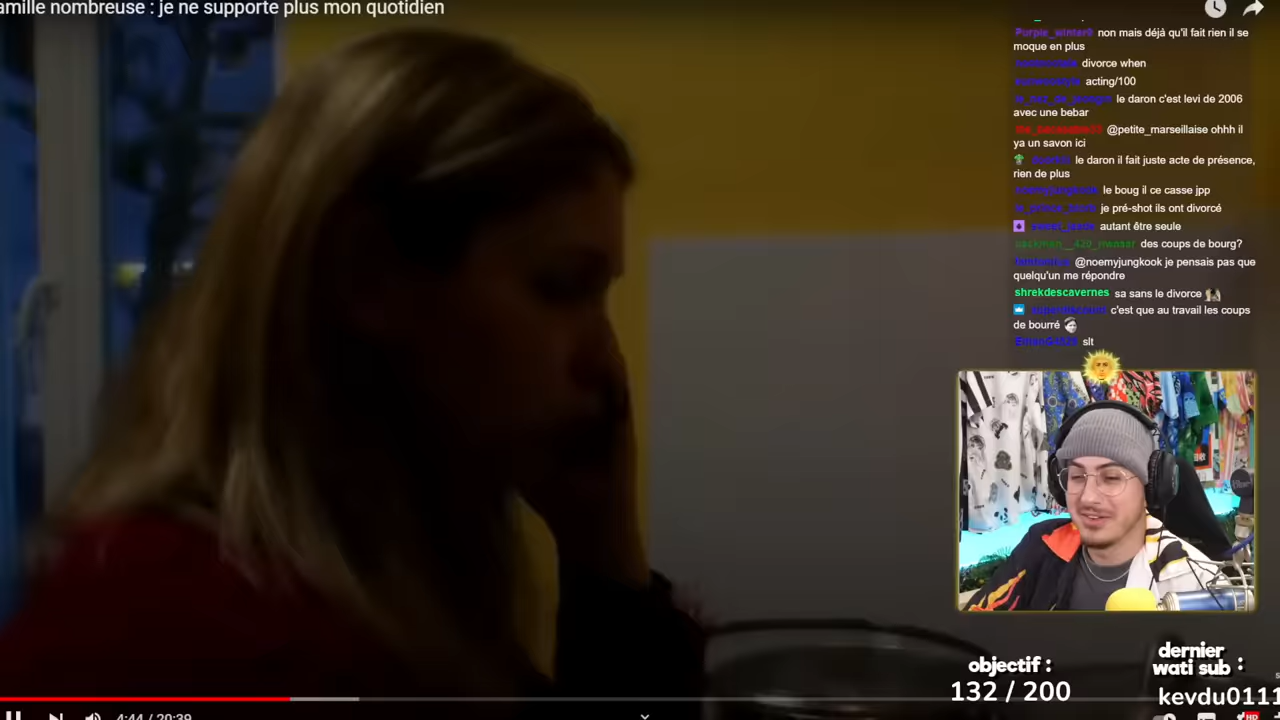 amille nombreuse : je ne supporte plus mon quotidien
Purple_winter9 non mais déjà qu'il fait rien il se
moque en plus
divorce when
acting/100
le daron c'est levi de 2006
avec une bebar
@petite_marseillaise ohhh il
ya un savon ici
le daron il fait juste acte de présence,
rien de plus
le boug il ce casse jpp
je pré-shot ils ont divorcé
autant être seule
des coups de bourg?
@noemyjungkook je pensais pas que
quelqu'un me répondre
shrekdescavernes sa sans le divorce
c'est que au travail les coups
de bourré
slt
objectif :
132 / 200
dernier
wati sub :
kevdu0111
4:44 / 20:39
HD